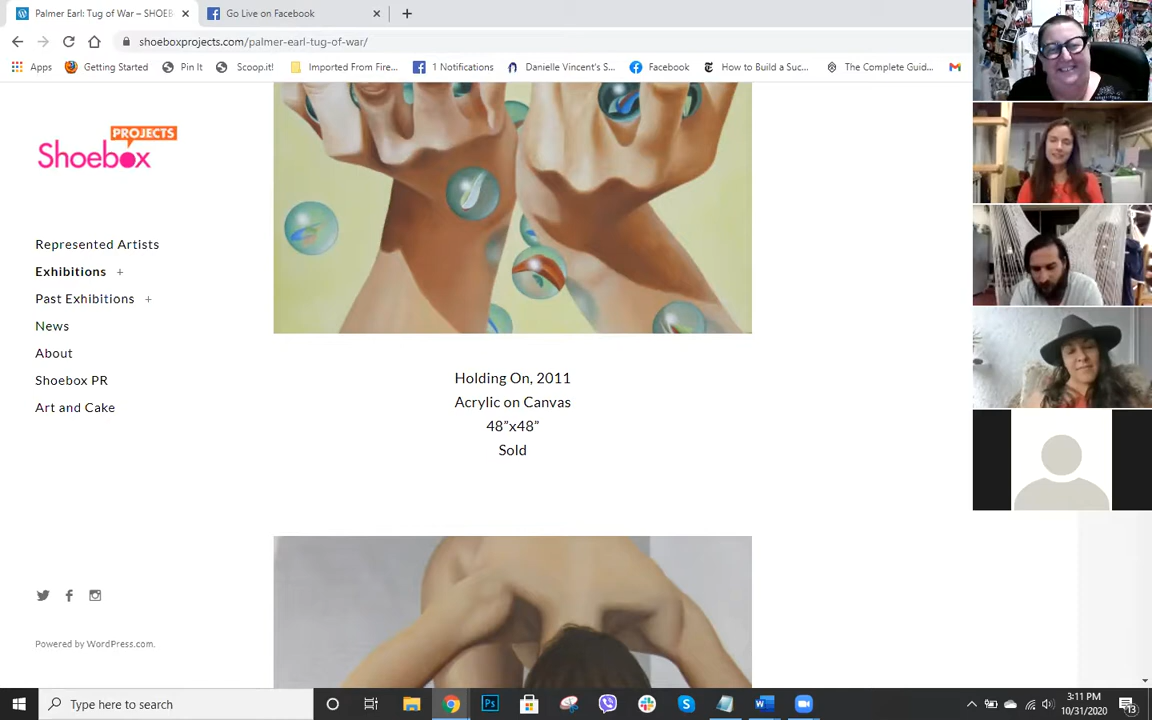 Palmer Earl: Tug of War – SHOEB
Go Live on Facebook
shoeboxprojects.com/palmer-earl-tug-of-war/
Apps
Getting Started
Pin It
Scoop.it!
Imported From Fire...
1 Notifications
Danielle Vincent's S...
Facebook
How to Build a Suc...
The Complete Guid...
PROJECTS
Shoebox
Represented Artists
Exhibitions +
Past Exhibitions +
News
About
Shoebox PR
Art and Cake
Holding On, 2011
Acrylic on Canvas
48”x48”
Sold
Powered by WordPress.com.
Type here to search
3:11 PM
10/31/2020
13